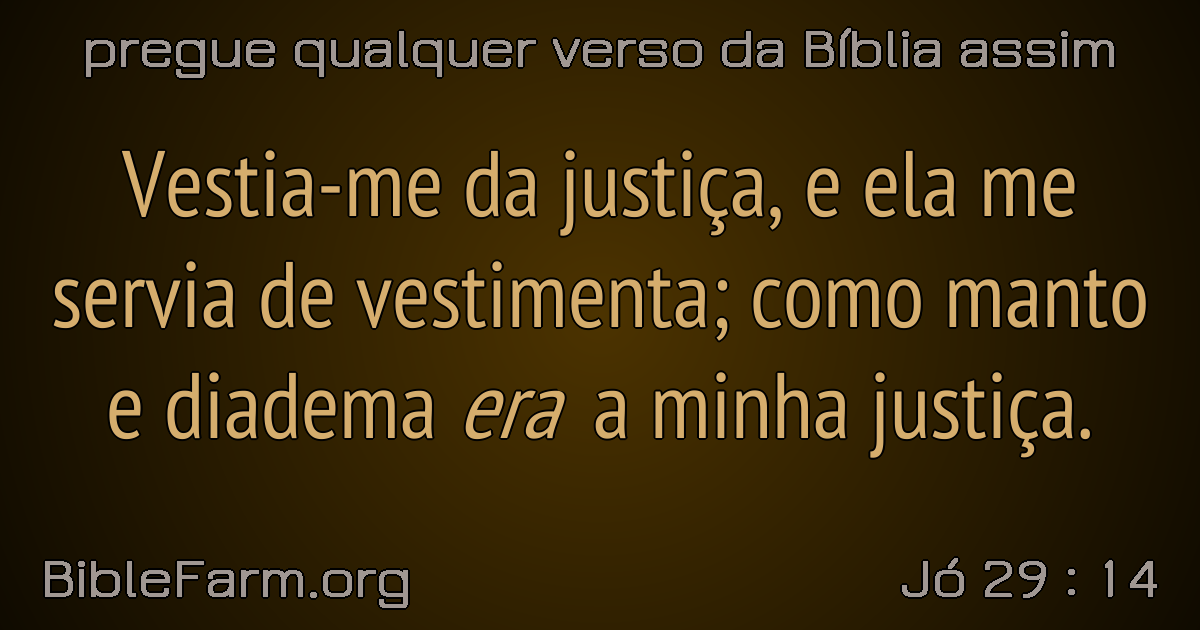 pregue qualquer verso da Bíblia assim
Vestia-me da justiça, e ela me
servia de vestimenta; como manto
e diadema era a minha justiça.
BibleFarm.org
Jó 29 : 14